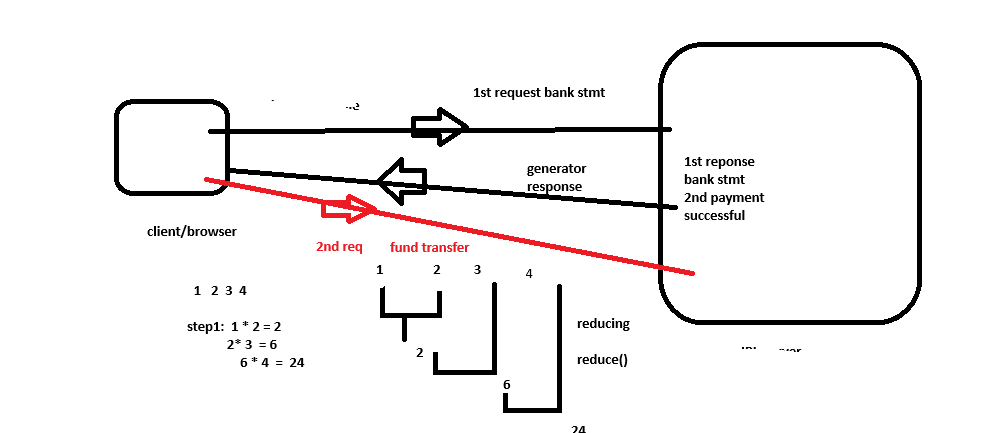 1st request bank stmt
generator
response
1st reponse
bank stmt
2nd payment
successful
client/browser
2nd req fund transfer
1 2 3 4
1 2 3 4
step1: 1 * 2 = 2
2* 3 = 6
6 * 4 = 24
2
6
24
reducing
reduce()